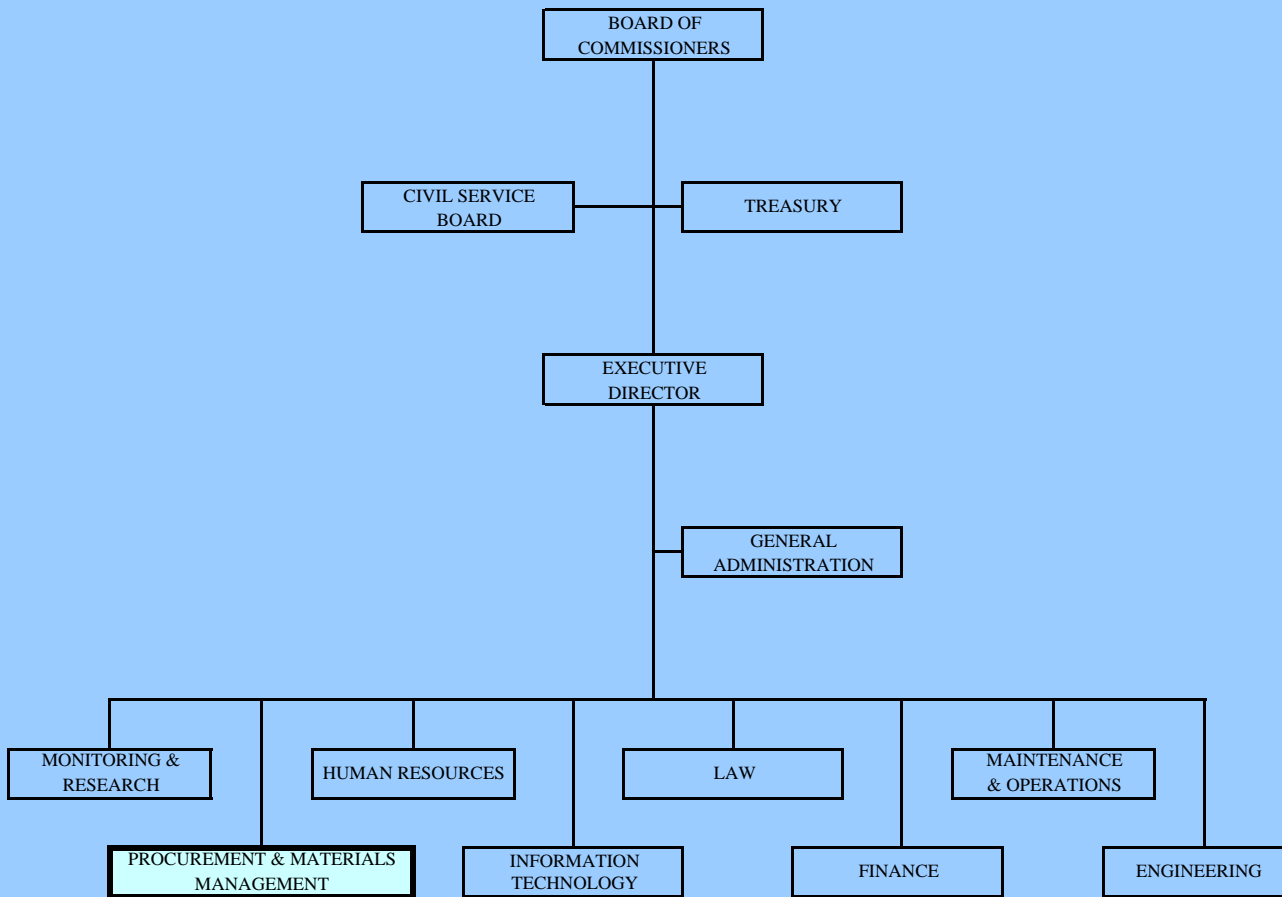 BOARD OF
COMMISSIONERS
CIVIL SERVICE
BOARD
TREASURY
EXECUTIVE
DIRECTOR
GENERAL
ADMINISTRATION
MONITORING &
RESEARCH
HUMAN RESOURCES
LAW
MAINTENANCE
& OPERATIONS
PROCUREMENT & MATERIALS
MANAGEMENT
INFORMATION
TECHNOLOGY
FINANCE
ENGINEERING